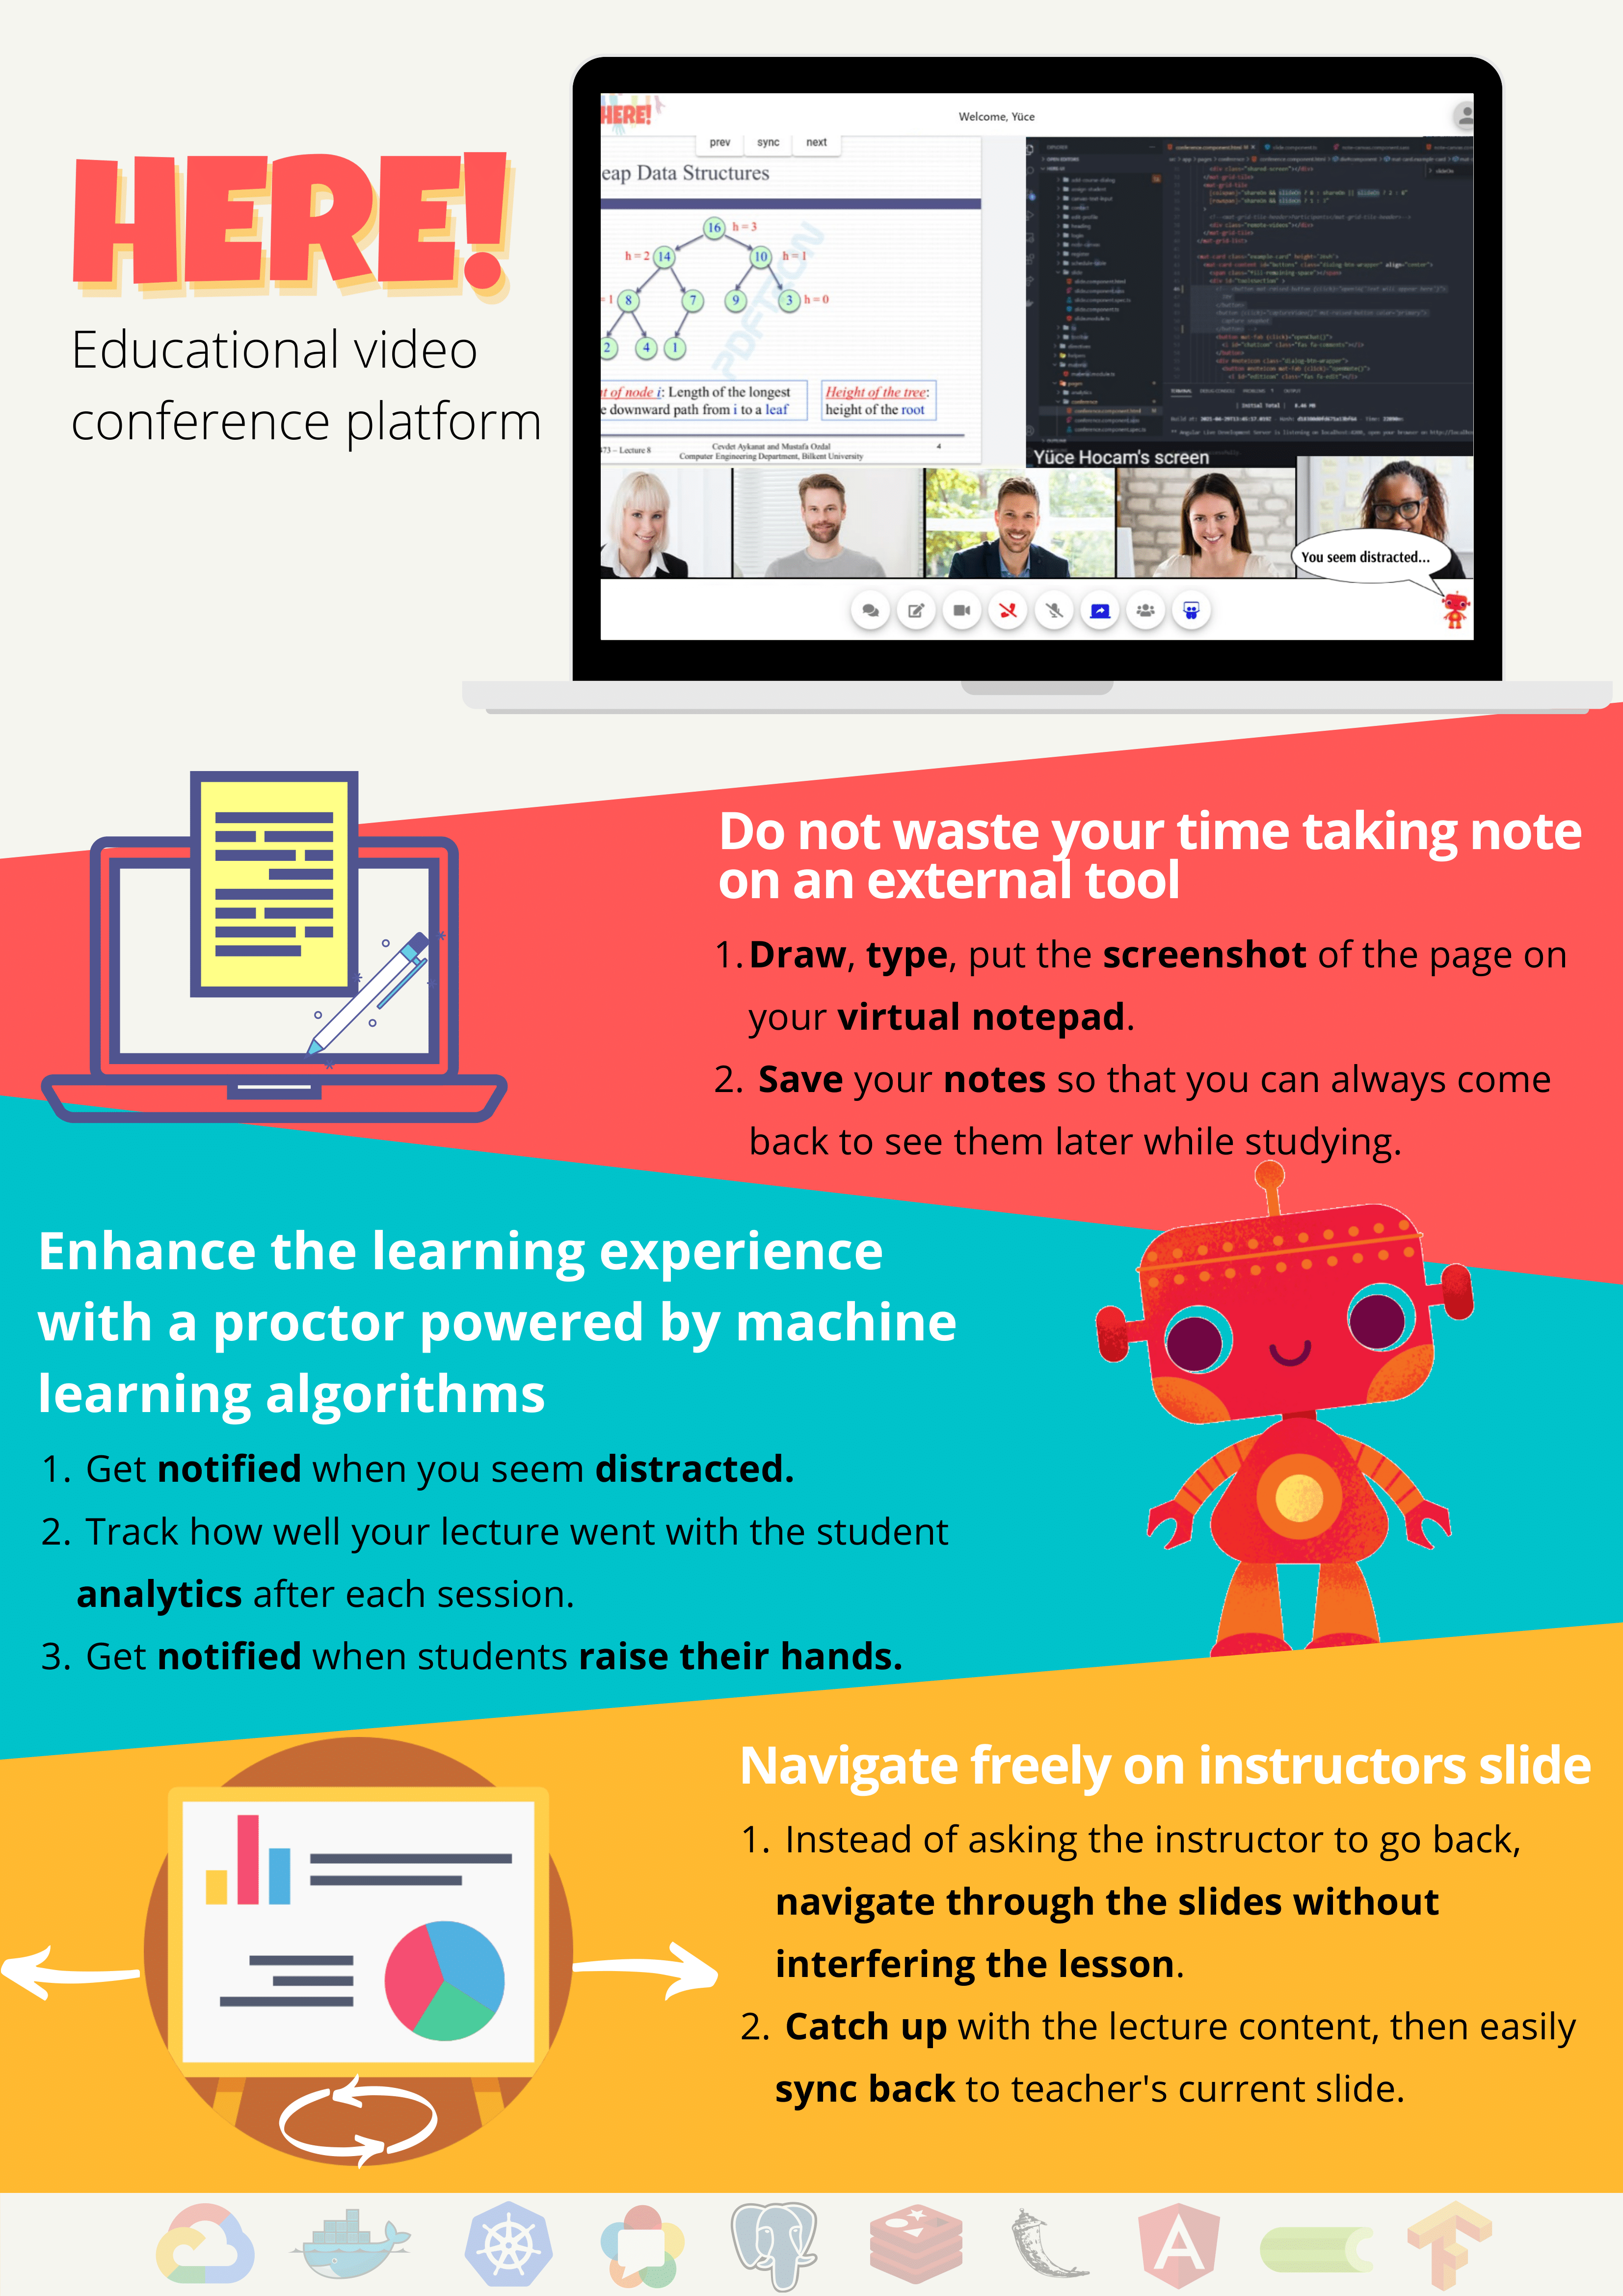 HERE!
Educational video
conference platform
HERE!
Welcome, Yüce
prev sync next
eap Data Structures
16 h = 3
h = 2 14 10 h = 1
= 1 8 7 9 3 h = 0
2 4 1
PDFTRON
t of node i: Length of the longest
e downward path from i to a leaf
Height of the tree:
height of the root
473 – Lecture 8
Cevdet Aykanat and Mustafa Ozdal
Computer Engineering Department, Bilkent University
4
Yüce Hocam's screen
You seem distracted...
Do not waste your time taking note
on an external tool
1. Draw, type, put the screenshot of the page on
your virtual notepad.
2. Save your notes so that you can always come
back to see them later while studying.
Enhance the learning experience
with a proctor powered by machine
learning algorithms
1. Get notified when you seem distracted.
2. Track how well your lecture went with the student
analytics after each session.
3. Get notified when students raise their hands.
Navigate freely on instructors slide
1. Instead of asking the instructor to go back,
navigate through the slides without
interfering the lesson.
2. Catch up with the lecture content, then easily
sync back to teacher's current slide.